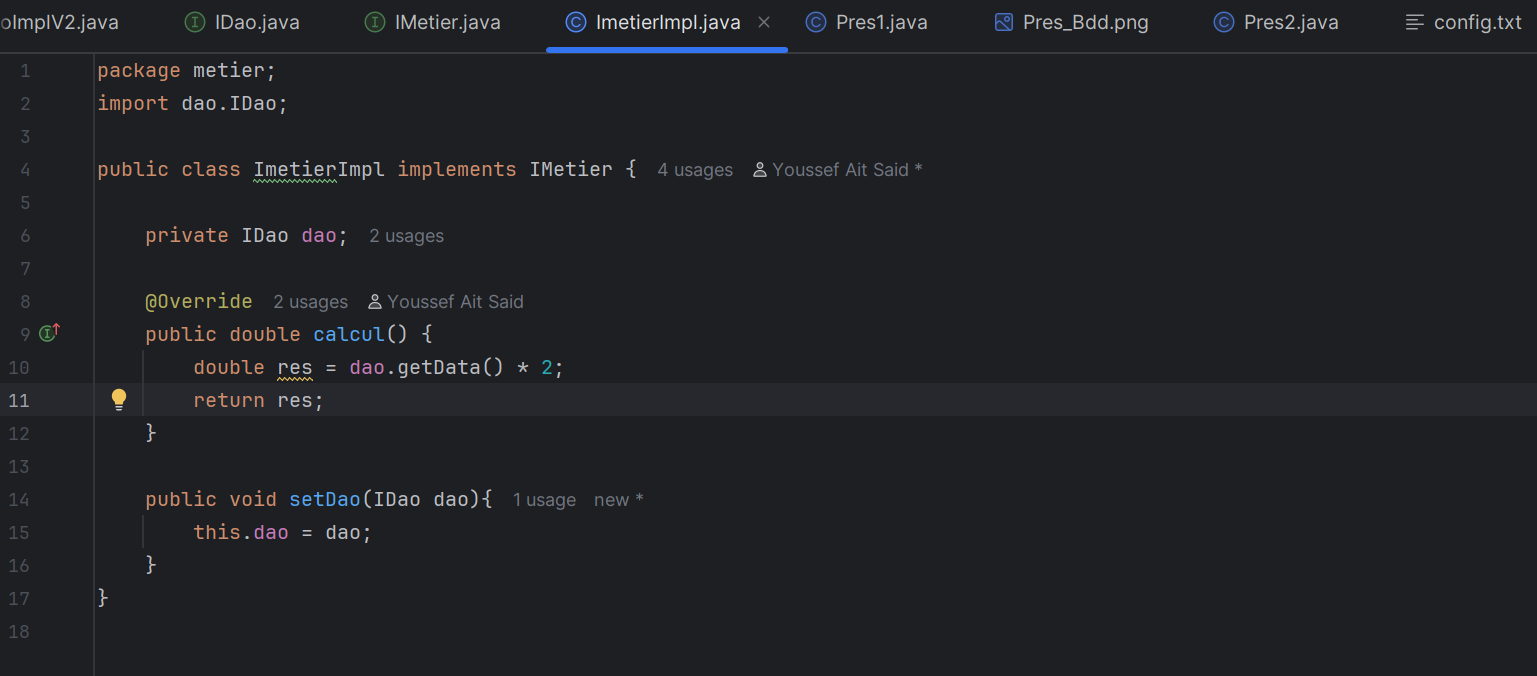 oImplV2.java IDao.java IMetier.java ImetierImpl.java Pres1.java Pres_Bdd.png Pres2.java config.txt
1 package metier;
2 import dao.IDao;
3
4 public class ImetierImpl implements IMetier { 4 usages Youssef Ait Said *
5
6 private IDao dao; 2 usages
7
8 @Override 2 usages Youssef Ait Said
9 public double calcul() {
10 double res = dao.getData() * 2;
11 return res;
12 }
13
14 public void setDao(IDao dao){ 1 usage new *
15 this.dao = dao;
16 }
17 }
18